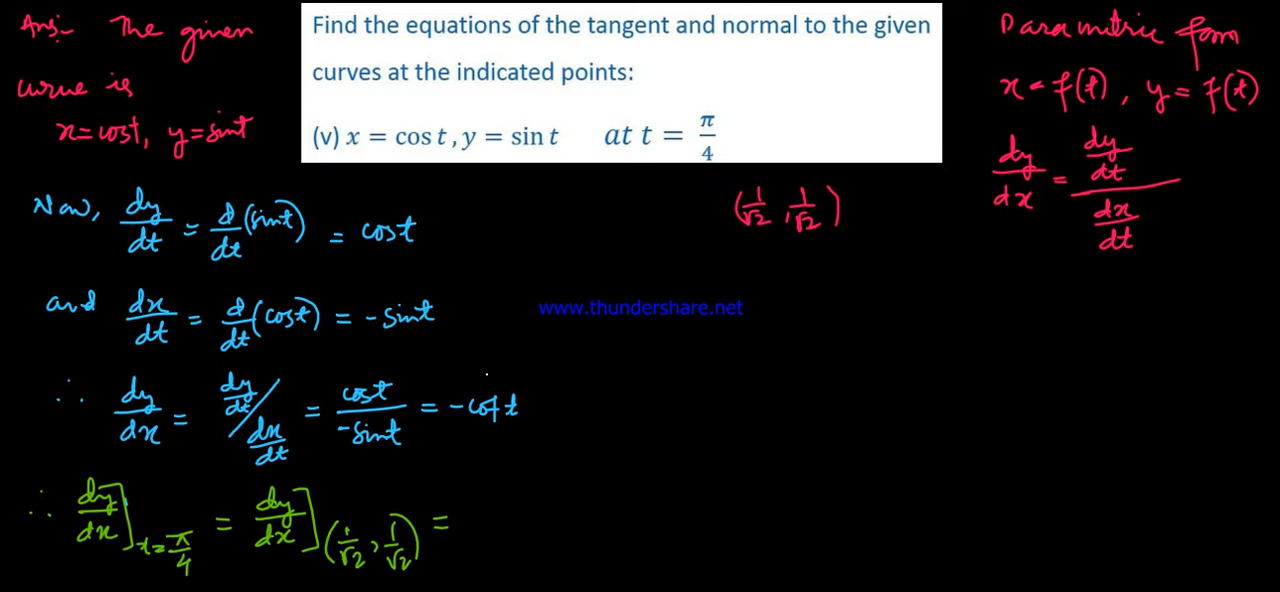 Ans:- The given
curve is
x=cost, y=sint
Find the equations of the tangent and normal to the given
curves at the indicated points:
(v) x = cos t , y = sin t at t = π/4
Parametric form
x = f(t), y = f(t)
dy/dx = (dy/dt)/(dx/dt)
(1/√2, 1/√2)
Now, dy/dt = d/dt (sint) = cost
and dx/dt = d/dt (cost) = -sint
www.thundershare.net
∴ dy/dx = dy/dt / dx/dt = cost/-sint = -cot t
∴ dy/dx]t=π/4 = dy/dx](1/√2, 1/√2) =